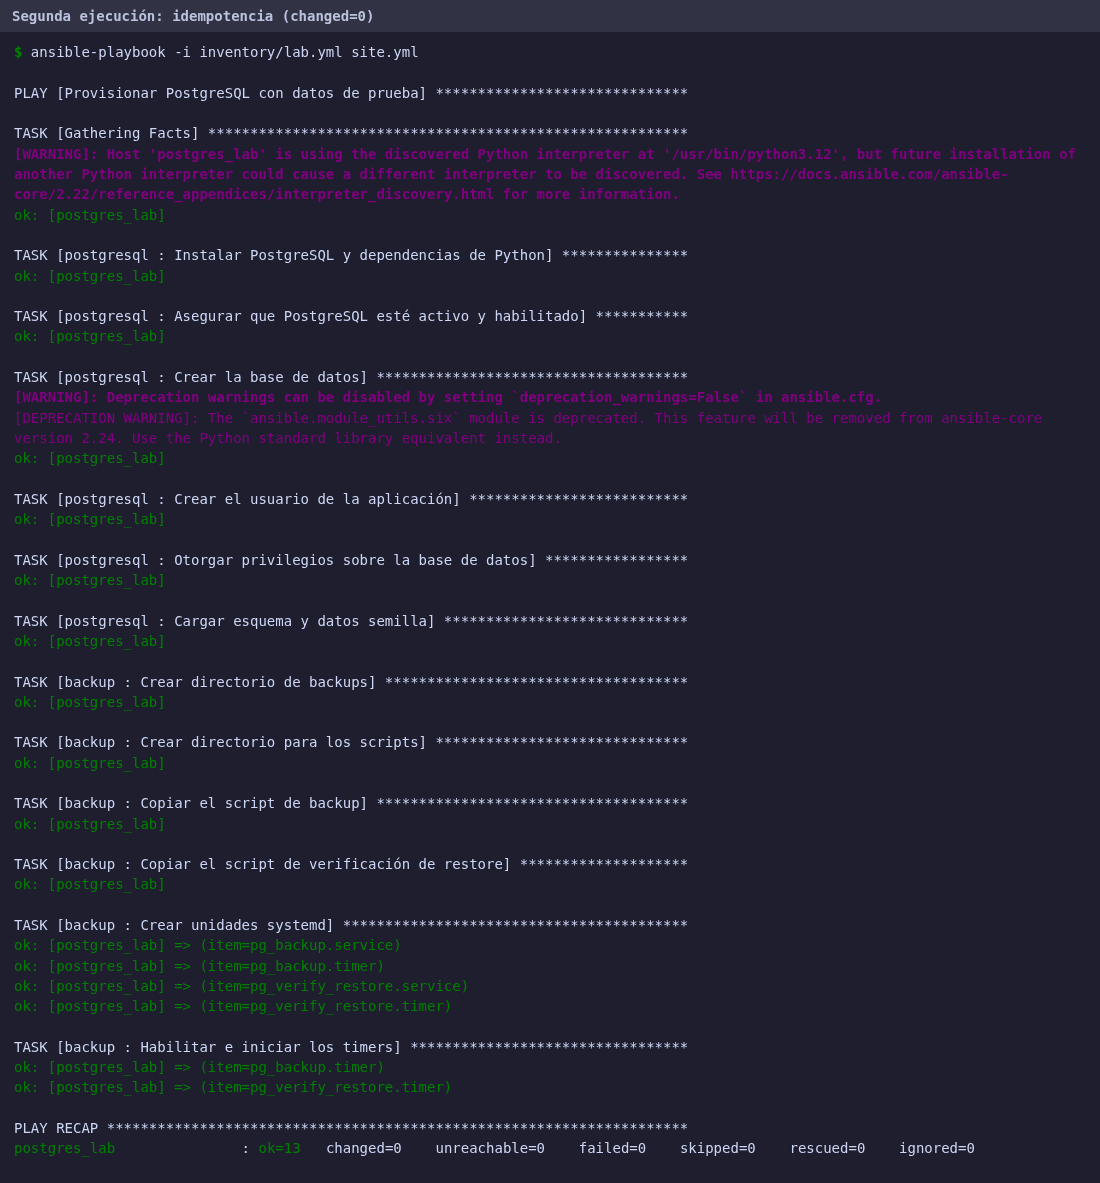 Segunda ejecución: idempotencia (changed=0)
$ ansible-playbook -i inventory/lab.yml site.yml
PLAY [Provisionar PostgreSQL con datos de prueba] ******************************
TASK [Gathering Facts] *********************************************************
[WARNING]: Host 'postgres_lab' is using the discovered Python interpreter at '/usr/bin/python3.12', but future installation of
another Python interpreter could cause a different interpreter to be discovered. See https://docs.ansible.com/ansible-
core/2.22/reference_appendices/interpreter_discovery.html for more information.
ok: [postgres_lab]
TASK [postgresql : Instalar PostgreSQL y dependencias de Python] ***************
ok: [postgres_lab]
TASK [postgresql : Asegurar que PostgreSQL esté activo y habilitado] ***********
ok: [postgres_lab]
TASK [postgresql : Crear la base de datos] *************************************
[WARNING]: Deprecation warnings can be disabled by setting `deprecation_warnings=False` in ansible.cfg.
[DEPRECATION WARNING]: The `ansible.module_utils.six` module is deprecated. This feature will be removed from ansible-core
version 2.24. Use the Python standard library equivalent instead.
ok: [postgres_lab]
TASK [postgresql : Crear el usuario de la aplicación] **************************
ok: [postgres_lab]
TASK [postgresql : Otorgar privilegios sobre la base de datos] *****************
ok: [postgres_lab]
TASK [postgresql : Cargar esquema y datos semilla] *****************************
ok: [postgres_lab]
TASK [backup : Crear directorio de backups] ************************************
ok: [postgres_lab]
TASK [backup : Crear directorio para los scripts] ******************************
ok: [postgres_lab]
TASK [backup : Copiar el script de backup] *************************************
ok: [postgres_lab]
TASK [backup : Copiar el script de verificación de restore] ********************
ok: [postgres_lab]
TASK [backup : Crear unidades systemd] *****************************************
ok: [postgres_lab] => (item=pg_backup.service)
ok: [postgres_lab] => (item=pg_backup.timer)
ok: [postgres_lab] => (item=pg_verify_restore.service)
ok: [postgres_lab] => (item=pg_verify_restore.timer)
TASK [backup : Habilitar e iniciar los timers] *********************************
ok: [postgres_lab] => (item=pg_backup.timer)
ok: [postgres_lab] => (item=pg_verify_restore.timer)
PLAY RECAP *********************************************************************
postgres_lab               : ok=13   changed=0    unreachable=0    failed=0    skipped=0    rescued=0    ignored=0